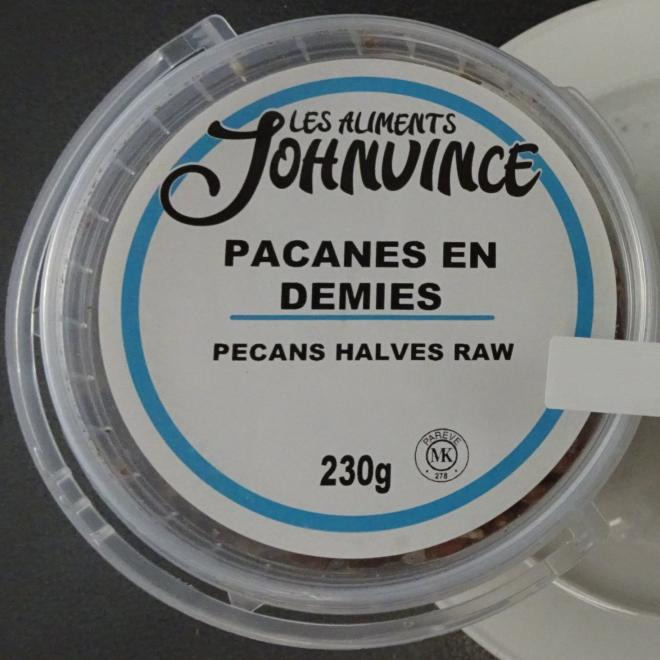 LES ALIMENTS
JOHNVINCE
PACANES EN
DEMIES
PECANS HALVES RAW
230g
PAREVE
MK
278